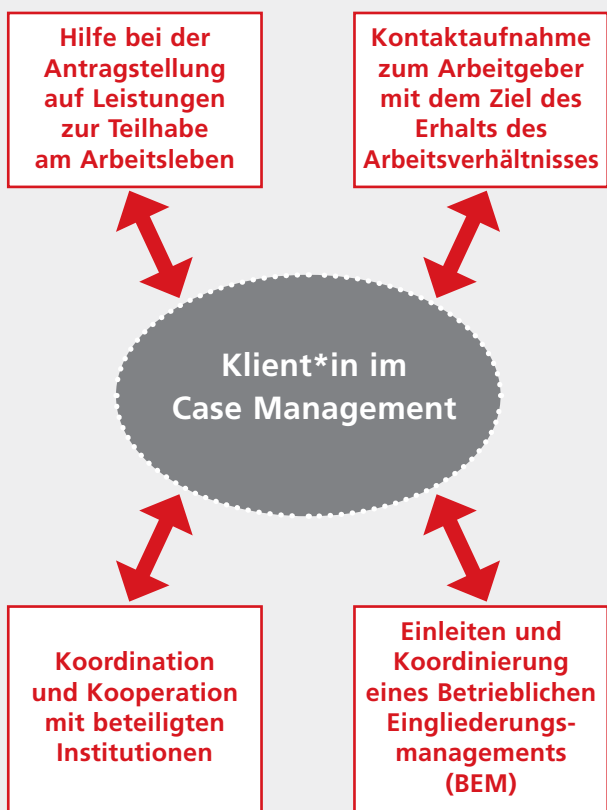 Hilfe bei der
Antragstellung
auf Leistungen
zur Teilhabe
am Arbeitsleben
Kontaktaufnahme
zum Arbeitgeber
mit dem Ziel des
Erhalts des
Arbeitsverhältnisses
Klient*in im
Case Management
Koordination
und Kooperation
mit beteiligten
Institutionen
Einleiten und
Koordinierung
eines Betrieblichen
Eingliederungs-
managements
(BEM)